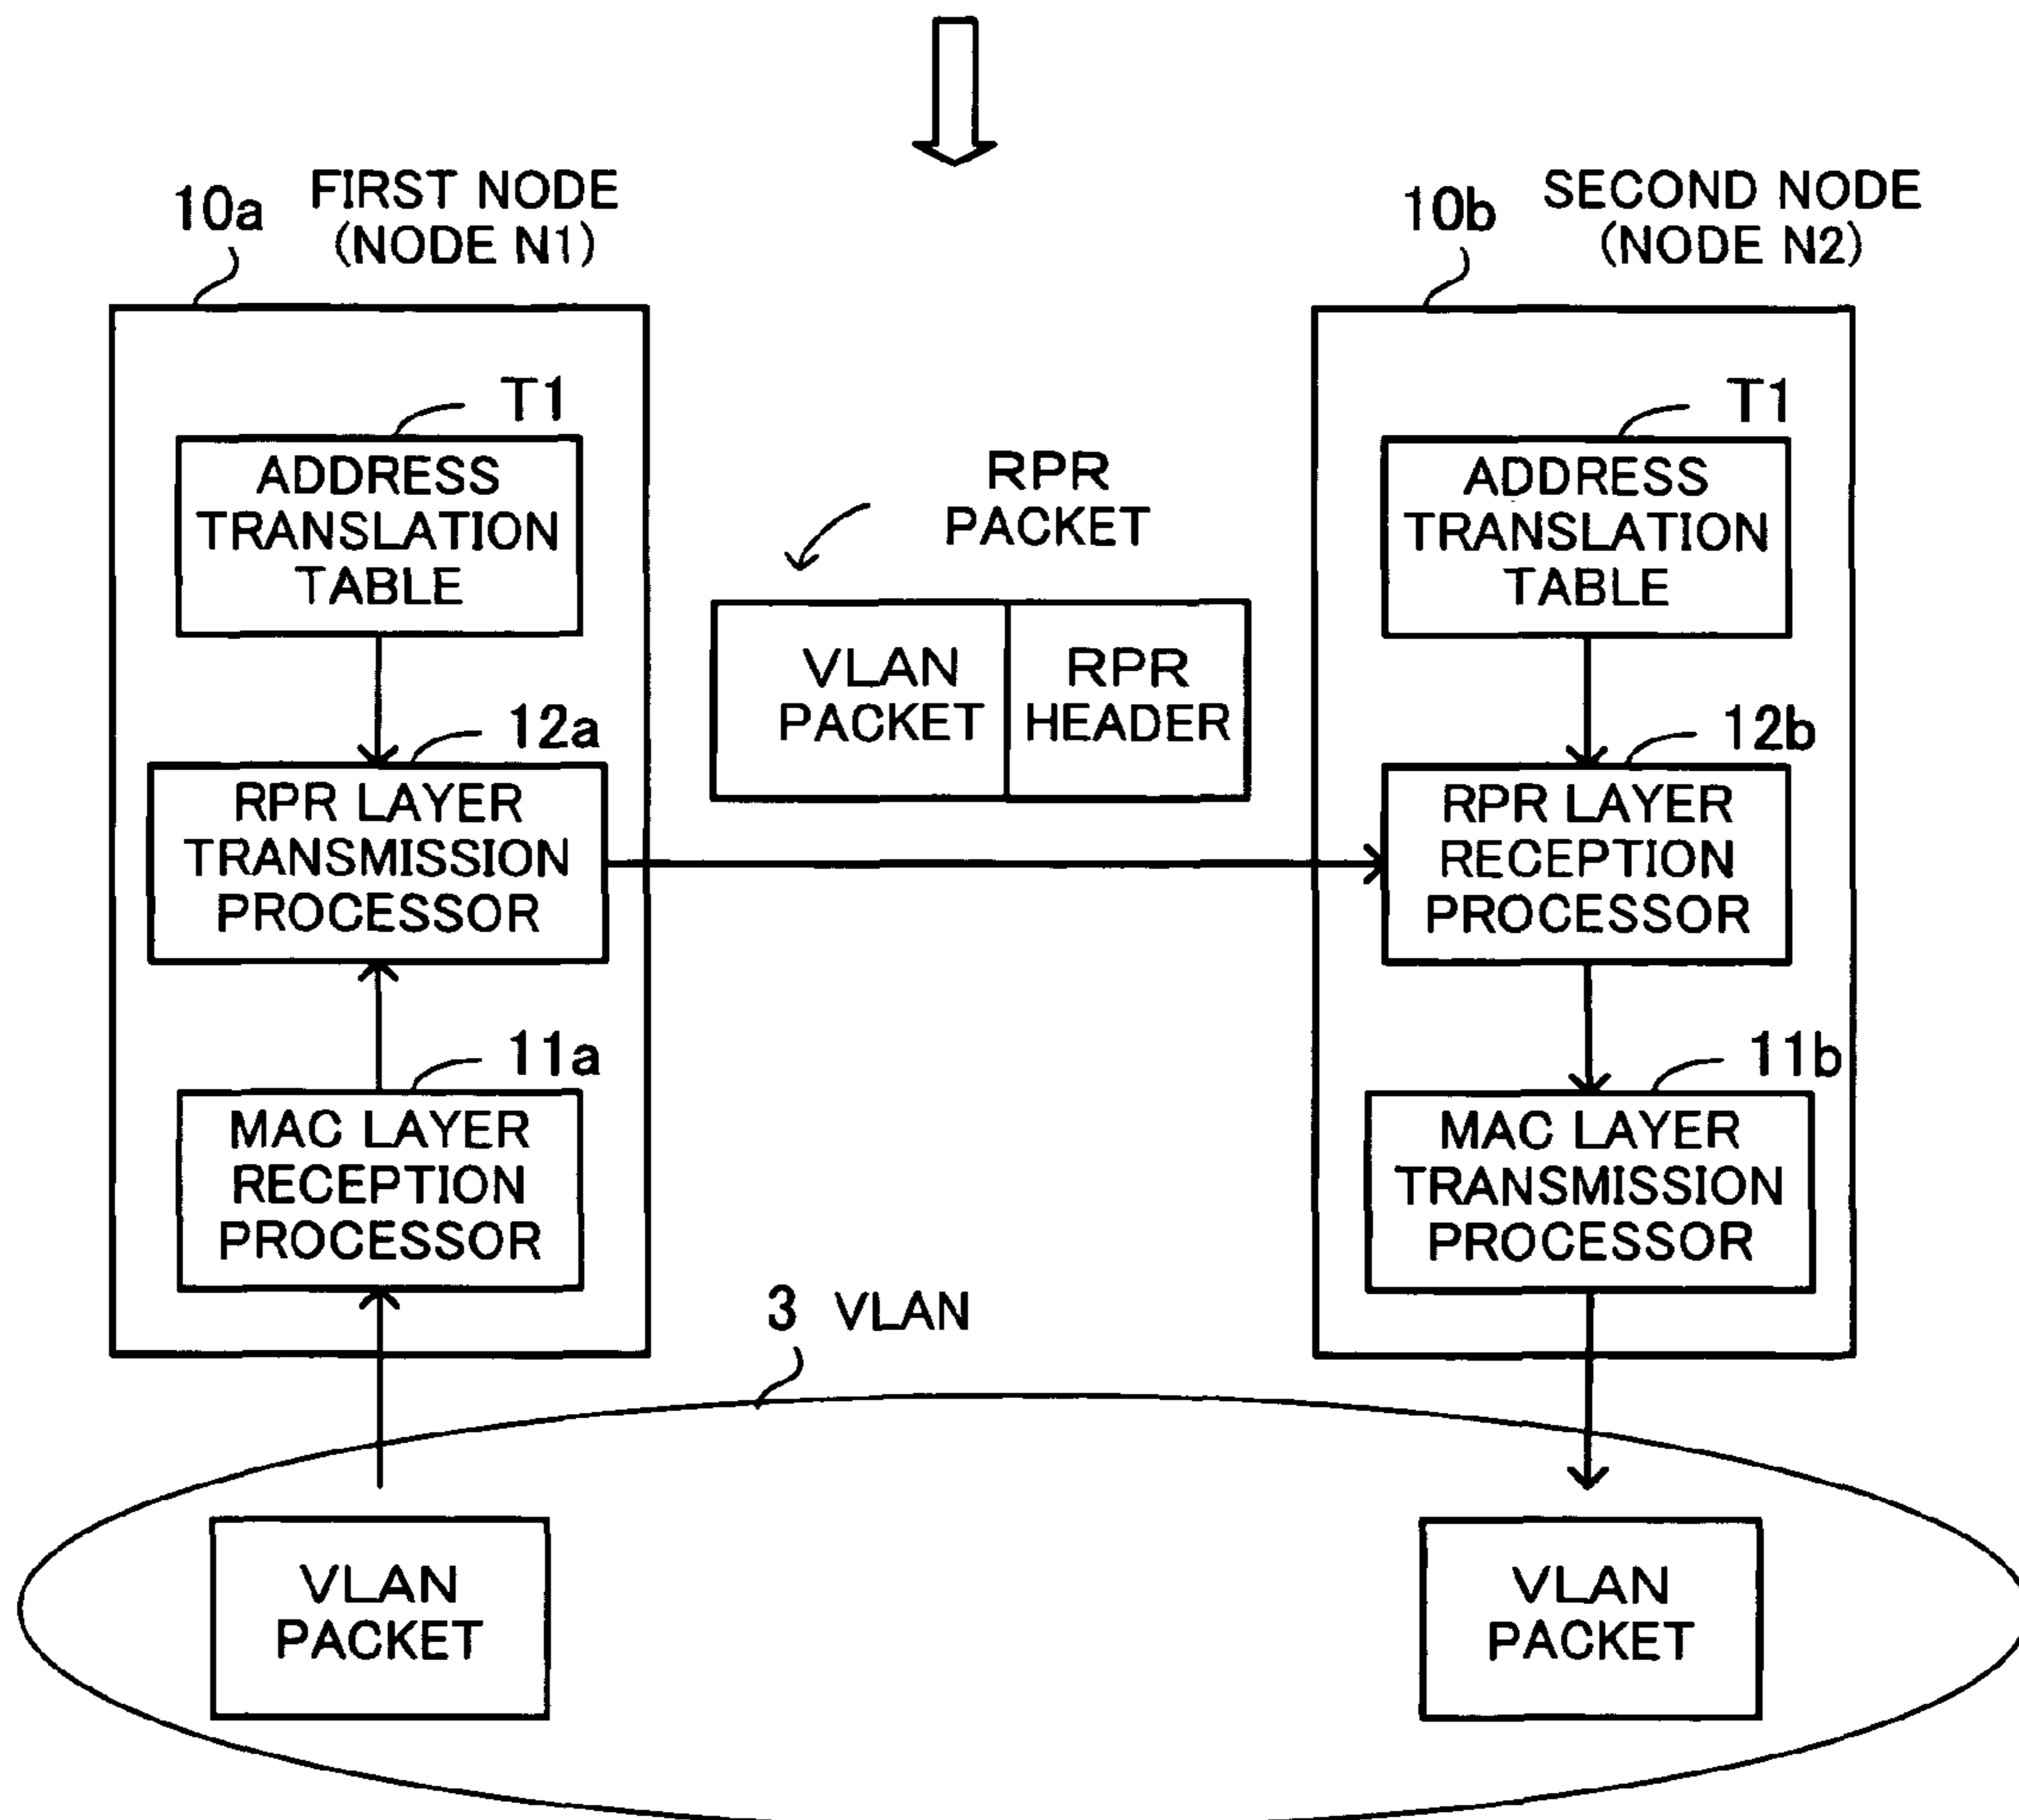 10a
FIRST NODE
(NODE N1)
10b
SECOND NODE
(NODE N2)
T1
ADDRESS
TRANSLATION
TABLE
RPR
PACKET
T1
ADDRESS
TRANSLATION
TABLE
VLAN
PACKET
RPR
HEADER
12a
RPR LAYER
TRANSMISSION
PROCESSOR
12b
RPR LAYER
RECEPTION
PROCESSOR
11a
MAC LAYER
RECEPTION
PROCESSOR
11b
MAC LAYER
TRANSMISSION
PROCESSOR
3 VLAN
VLAN
PACKET
VLAN
PACKET